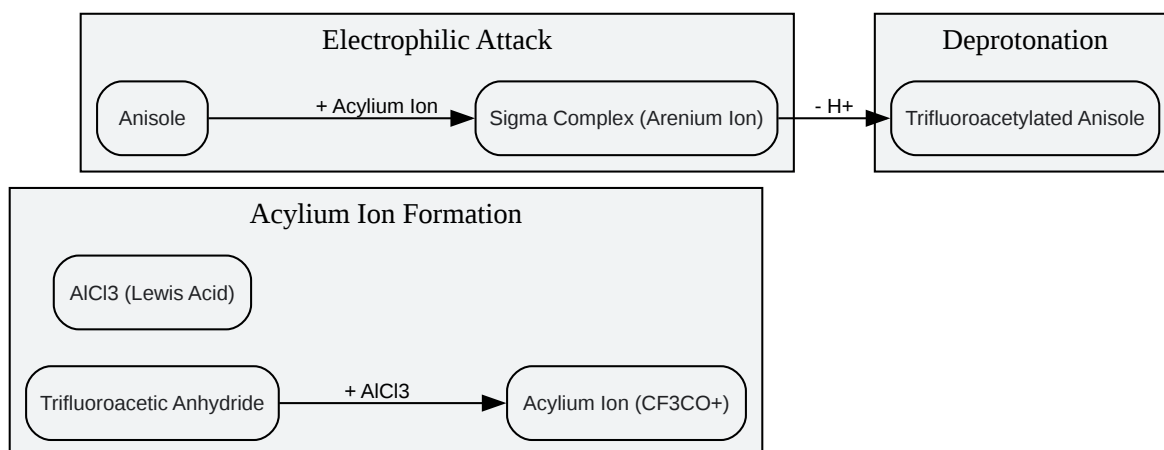 Electrophilic Attack
Deprotonation
Anisole
+ Acylium Ion
Sigma Complex (Arenium Ion)
- H+
Trifluoroacetylated Anisole
Acylium Ion Formation
AlCl3 (Lewis Acid)
Trifluoroacetic Anhydride
+ AlCl3
Acylium Ion (CF3CO+)